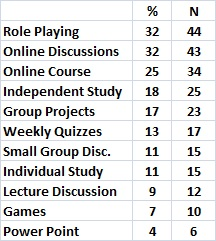 % N
Role Playing 32 44
Online Discussions 32 43
Online Course 25 34
Independent Study 18 25
Group Projects 17 23
Weekly Quizzes 13 17
Small Group Disc. 11 15
Individual Study 11 15
Lecture Discussion 9 12
Games 7 10
Power Point 4 6